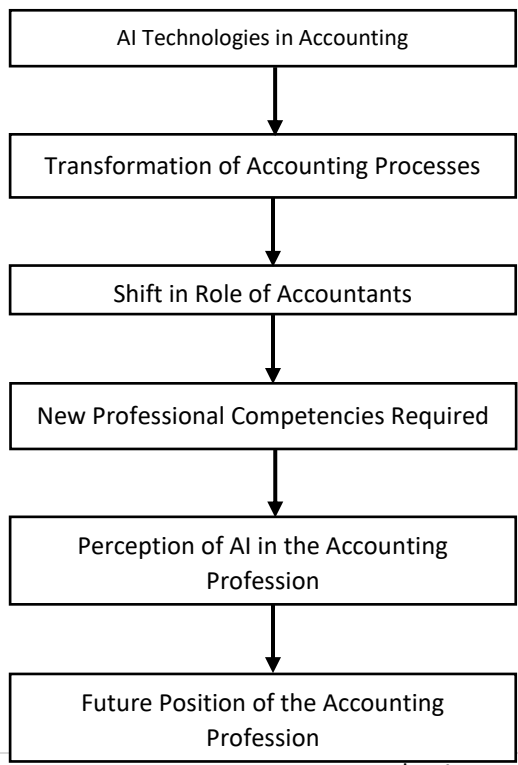 AI Technologies in Accounting
Transformation of Accounting Processes
Shift in Role of Accountants
New Professional Competencies Required
Perception of AI in the Accounting
Profession
Future Position of the Accounting
Profession